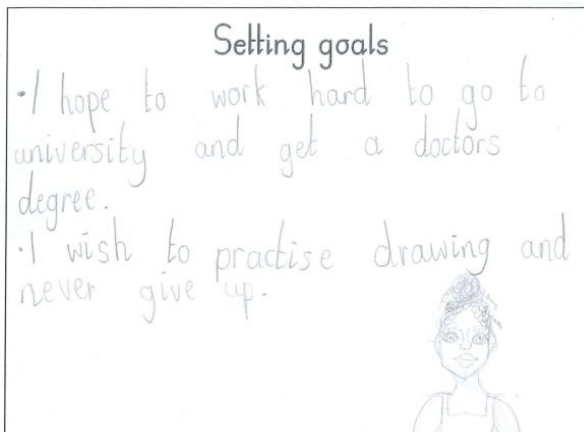 Setting goals
·I hope to work hard to go to
university and get a doctors
degree.
·I wish to practise drawing and
never give up.